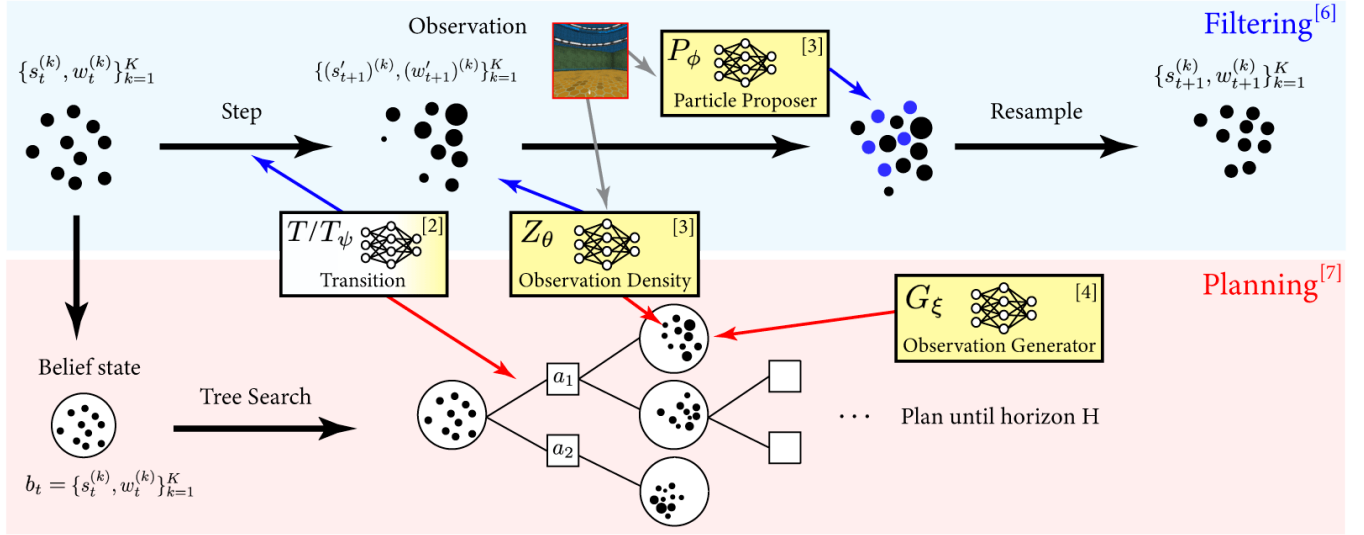 Observation
Filtering[6]
{s_t^{(k)}, w_t^{(k)}}_{k=1}^K
{(s'_{t+1})^{(k)}, (w'_{t+1})^{(k)}}_{k=1}^K
P_ϕ [3]
Particle Proposer
{s_{t+1}^{(k)}, w_{t+1}^{(k)}}_{k=1}^K
Step
Resample
T/T_ψ [2]
Transition
Z_θ [3]
Observation Density
Planning[7]
G_ξ [4]
Observation Generator
Belief state
Tree Search
a_1
a_2
⋯ Plan until horizon H
b_t = {s_t^{(k)}, w_t^{(k)}}_{k=1}^K